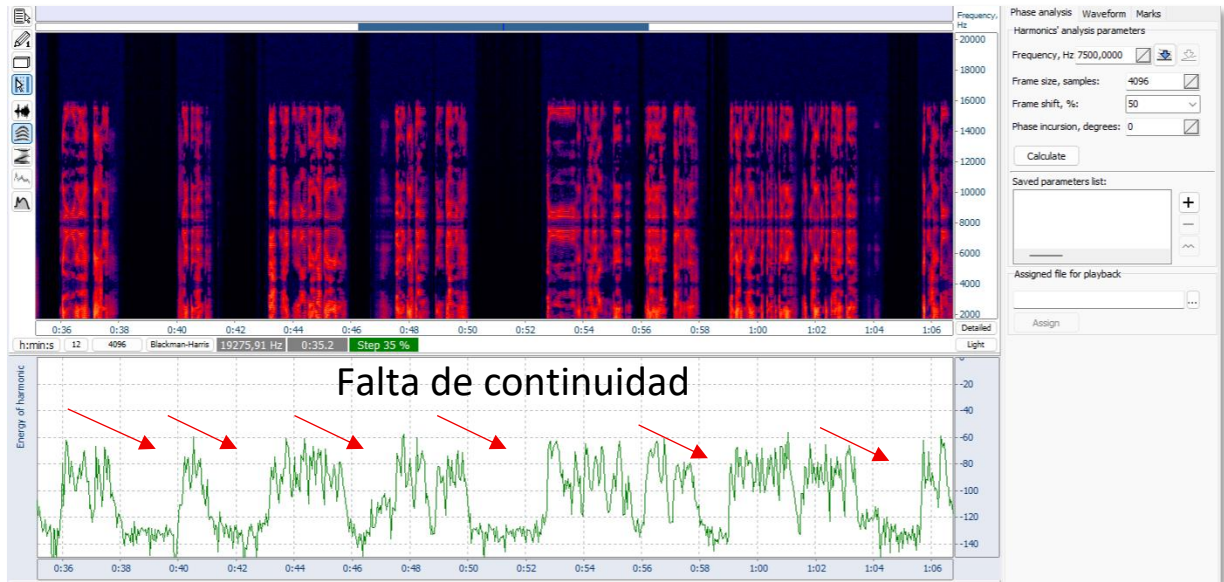 Frequency,
Hz
20000
18000
16000
14000
12000
10000
8000
6000
4000
2000
0:36 0:38 0:40 0:42 0:44 0:46 0:48 0:50 0:52 0:54 0:56 0:58 1:00 1:02 1:04 1:06 Detailed
h:min:s 12 4096 Blackman-Harris 19275,91 Hz 0:35.2 Step 35 % Light
Energy of harmonic
Falta de continuidad
0
-20
-40
-60
-80
-100
-120
-140
0:36 0:38 0:40 0:42 0:44 0:46 0:48 0:50 0:52 0:54 0:56 0:58 1:00 1:02 1:04 1:06
Phase analysis Waveform Marks
Harmonics' analysis parameters
Frequency, Hz 7500,0000
Frame size, samples: 4096
Frame shift, %: 50
Phase incursion, degrees: 0
Calculate
Saved parameters list:
+
Assigned file for playback
...
Assign